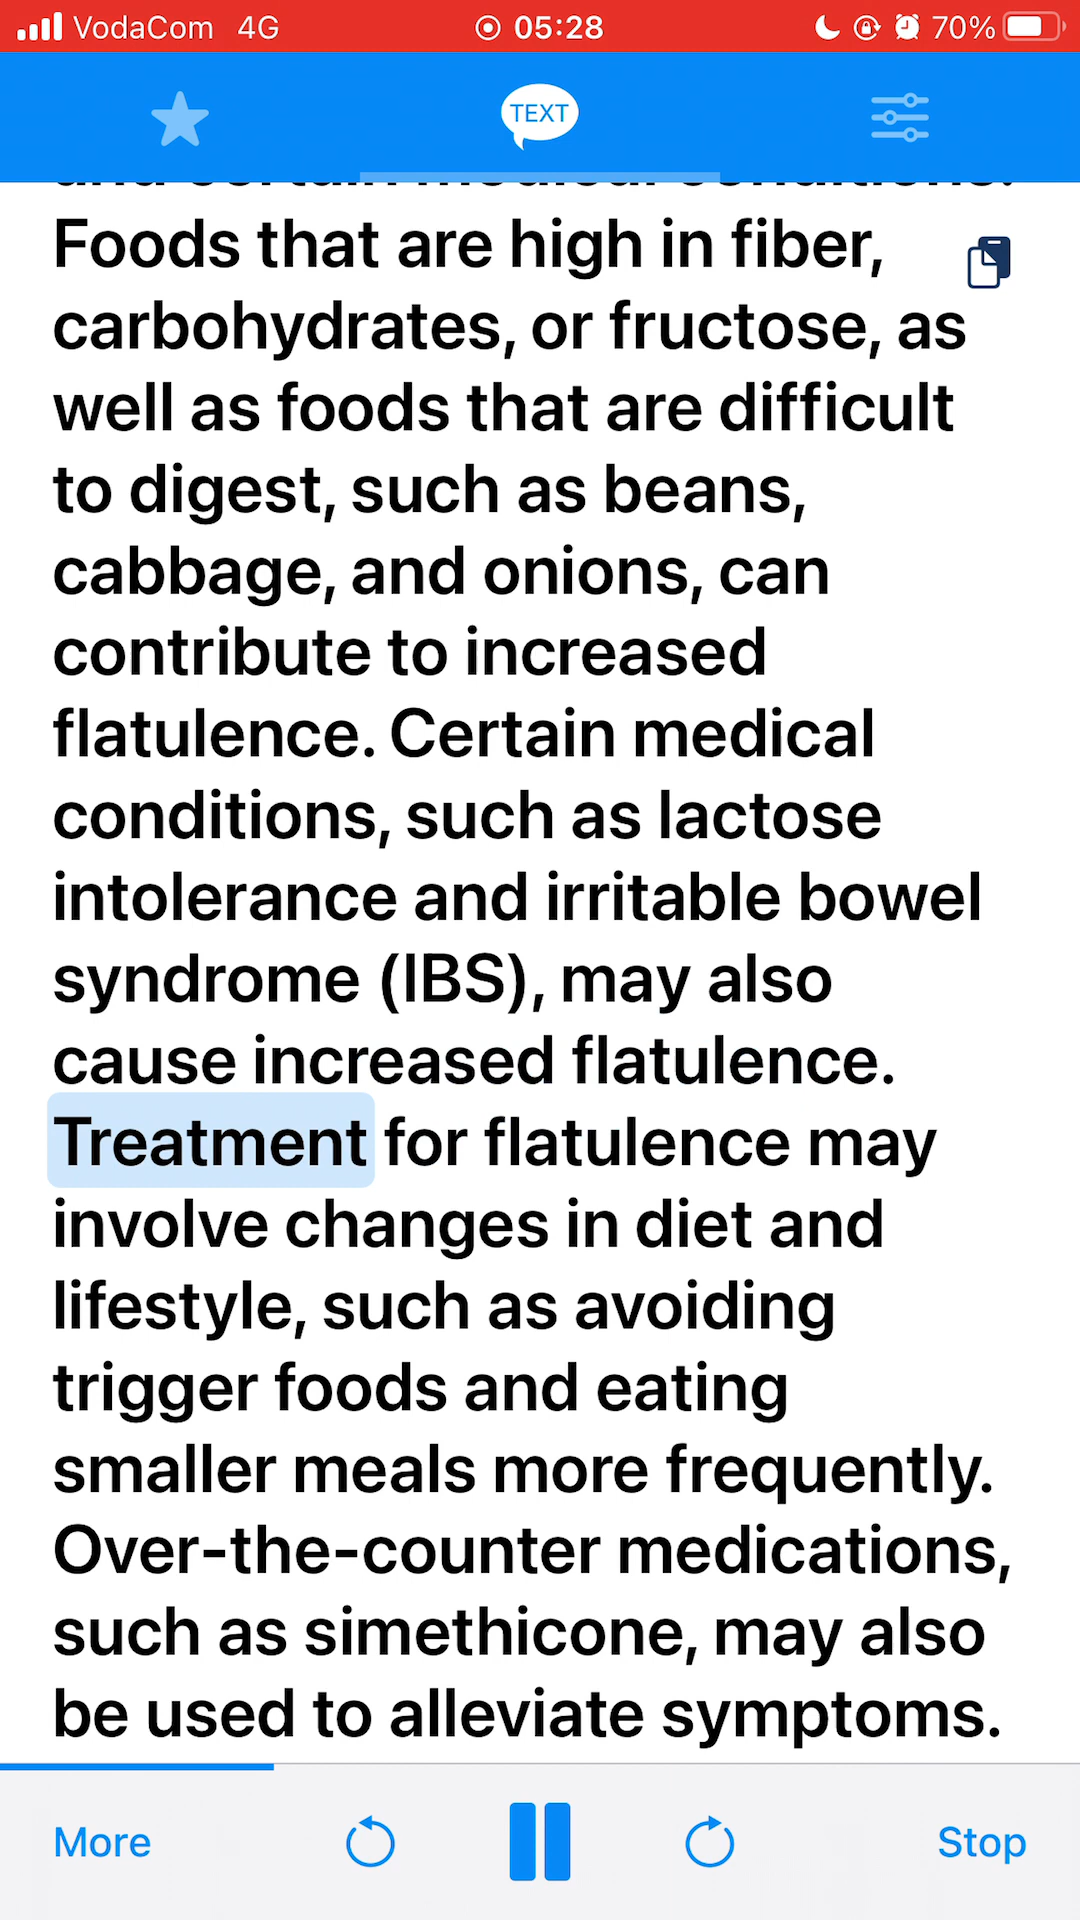 VodaCom 4G 05:28 70%
TEXT
and certain medical conditions.
Foods that are high in fiber,
carbohydrates, or fructose, as
well as foods that are difficult
to digest, such as beans,
cabbage, and onions, can
contribute to increased
flatulence. Certain medical
conditions, such as lactose
intolerance and irritable bowel
syndrome (IBS), may also
cause increased flatulence.
Treatment for flatulence may
involve changes in diet and
lifestyle, such as avoiding
trigger foods and eating
smaller meals more frequently.
Over-the-counter medications,
such as simethicone, may also
be used to alleviate symptoms.
More Stop